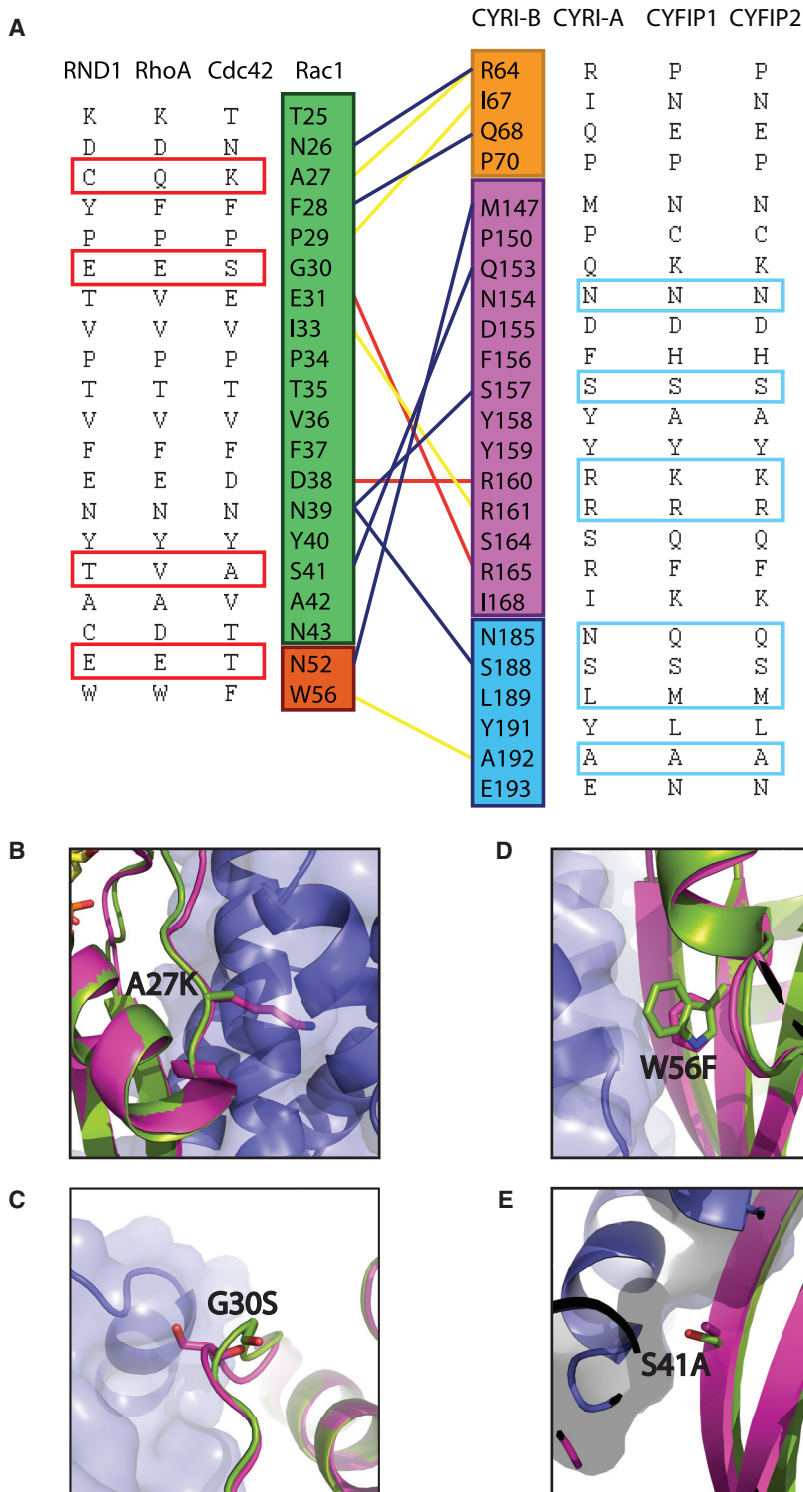 A
RND1 RhoA Cdc42 Rac1 CYRI-B CYRI-A CYFIP1 CYFIP2
K K T T25
D D N N26
C Q K A27
Y F F F28
P P P P29
E E S G30
T V E E31
V V V I33
P P P P34
T T T T35
V V V V36
F F F F37
E E D D38
N N N N39
Y Y Y Y40
T V A S41
A A V A42
C D T N43
E E T N52
W W F W56
R64 R P P
I67 I N N
Q68 Q E E
P70 P P P
M147 M N N
P150 P C C
Q153 Q K K
N154 N N N
D155 D D D
F156 F H H
S157 S S S
Y158 Y A A
Y159 Y Y Y
R160 R K K
R161 R R R
S164 S Q Q
R165 R F F
I168 I K K
N185 N Q Q
S188 S S S
L189 L M M
Y191 Y L L
A192 A A A
E193 E N N
B
A27K
D
W56F
C
G30S
E
S41A